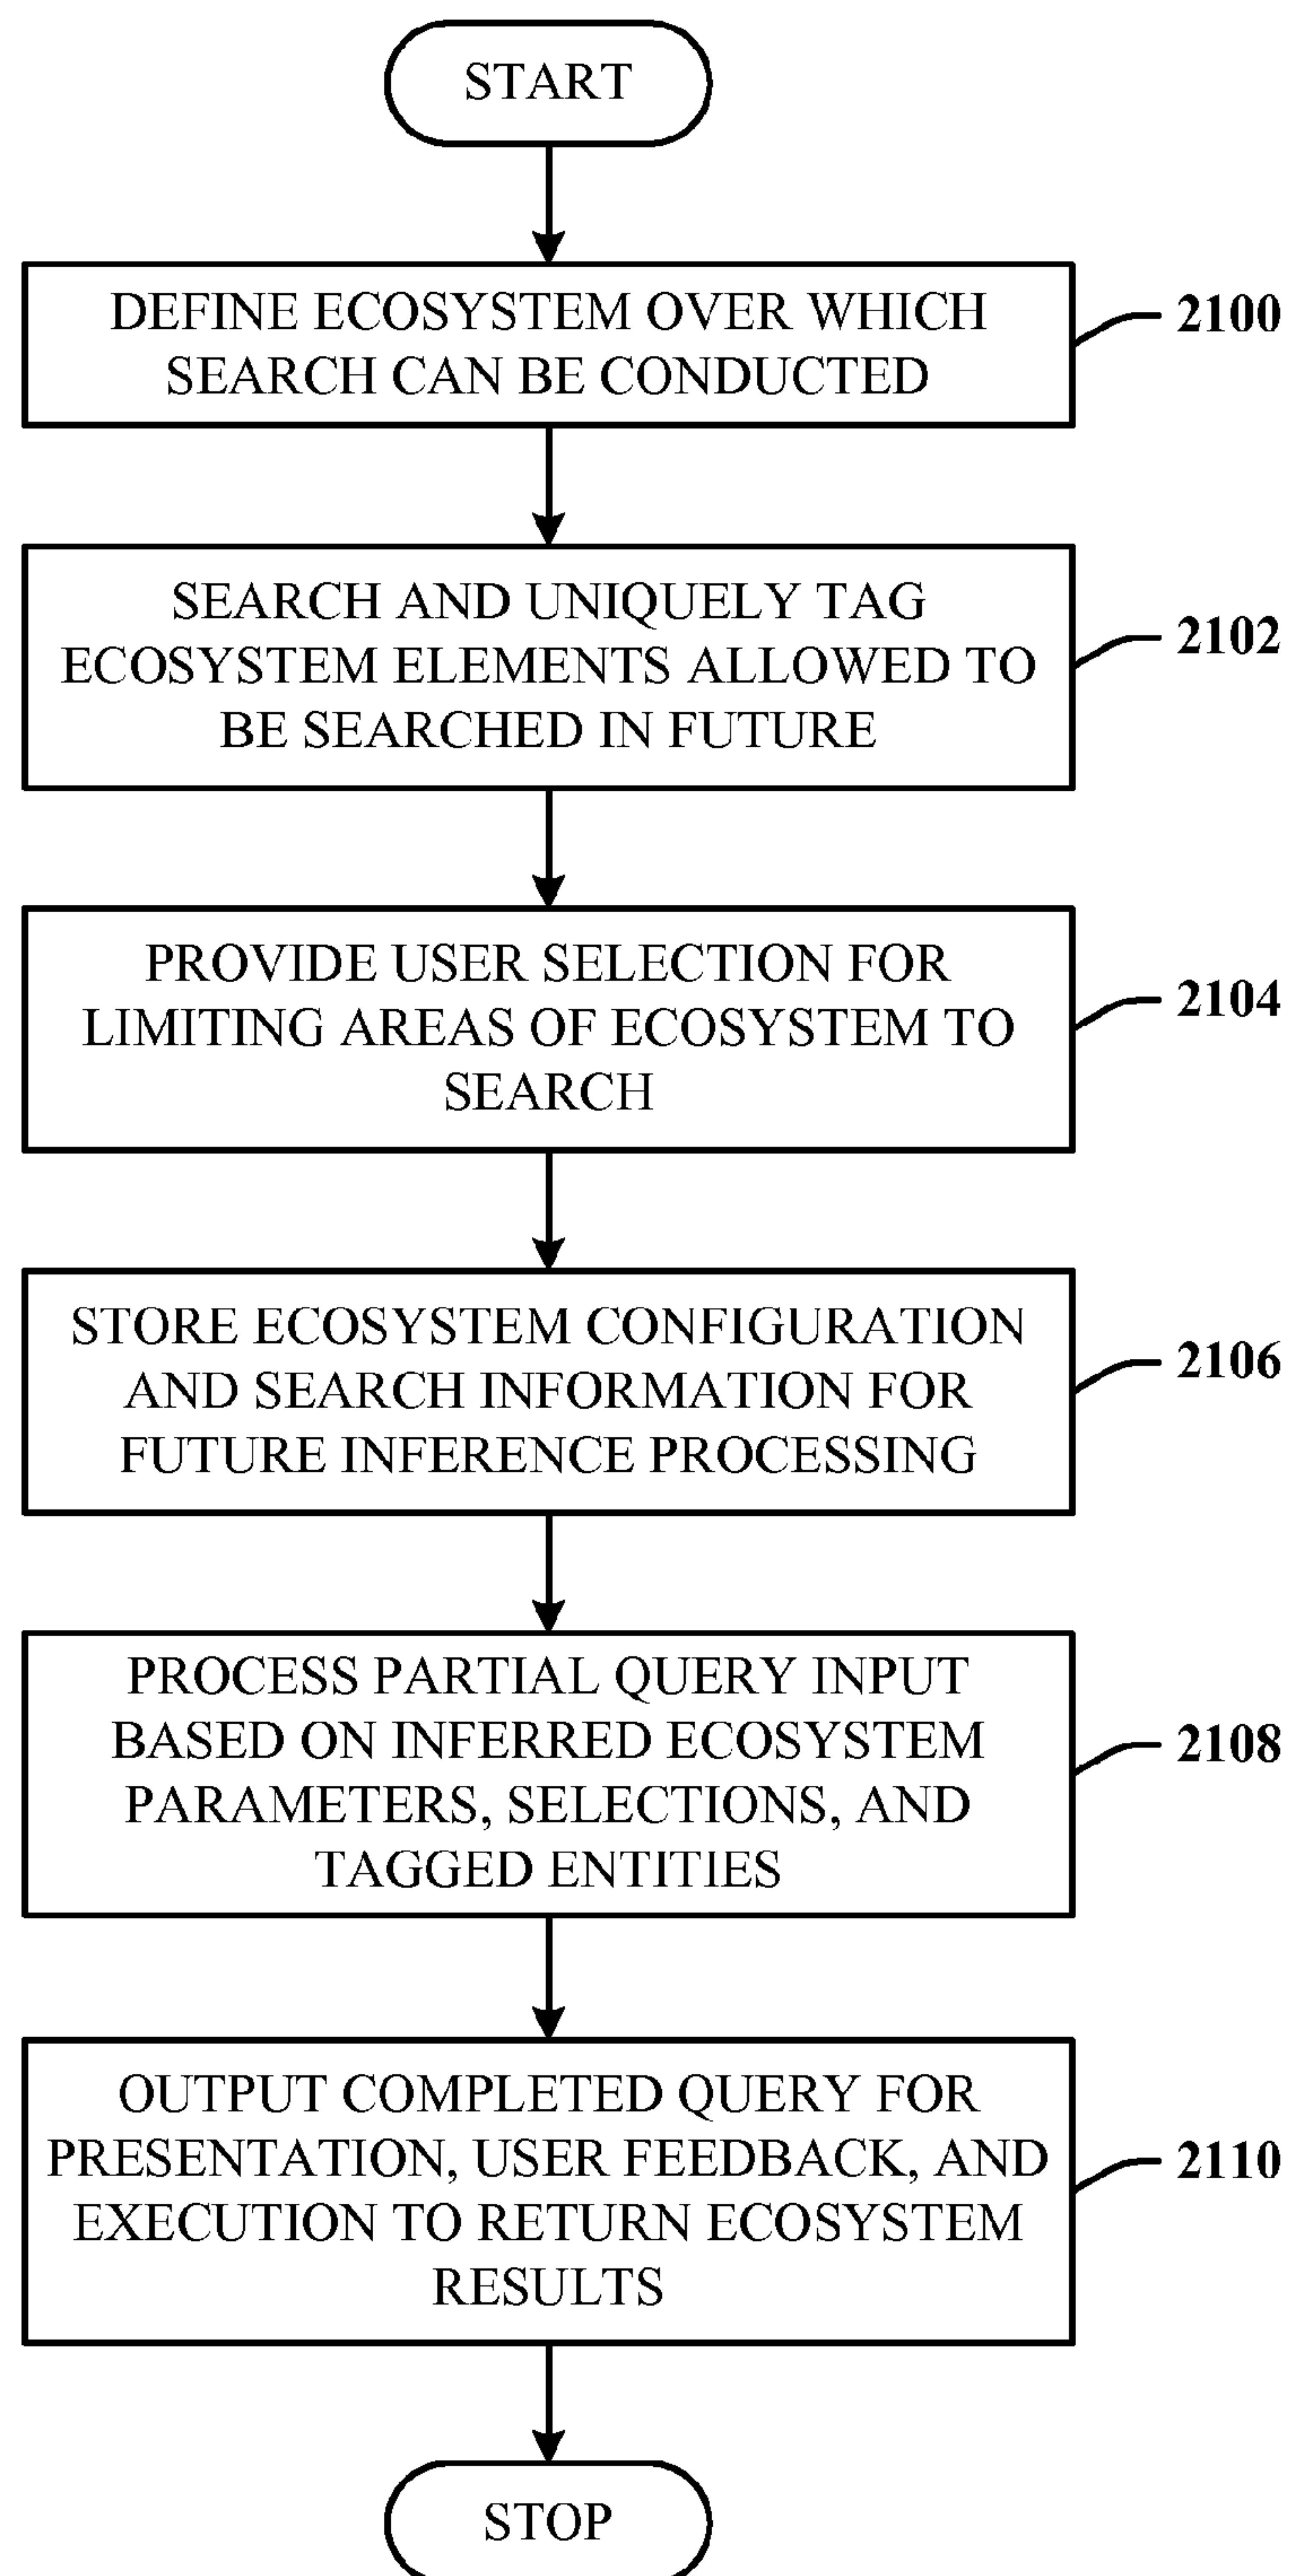 START
DEFINE ECOSYSTEM OVER WHICH
SEARCH CAN BE CONDUCTED
2100
SEARCH AND UNIQUELY TAG
ECOSYSTEM ELEMENTS ALLOWED TO
BE SEARCHED IN FUTURE
2102
PROVIDE USER SELECTION FOR
LIMITING AREAS OF ECOSYSTEM TO
SEARCH
2104
STORE ECOSYSTEM CONFIGURATION
AND SEARCH INFORMATION FOR
FUTURE INFERENCE PROCESSING
2106
PROCESS PARTIAL QUERY INPUT
BASED ON INFERRED ECOSYSTEM
PARAMETERS, SELECTIONS, AND
TAGGED ENTITIES
2108
OUTPUT COMPLETED QUERY FOR
PRESENTATION, USER FEEDBACK, AND
EXECUTION TO RETURN ECOSYSTEM
RESULTS
2110
STOP